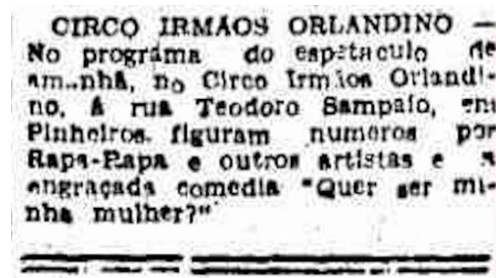 CIRCO IRMÃOS ORLANDINO —
No programa do espetaculo de
amanhã, no Circo Irmãos Orlandi-
no, á rua Teodoro Sampaio, em
Pinheiros, figuram numeros por
Rapa-Rapa e outros artistas e a
engraçada comedia "Quer ser mi-
nha mulher?"